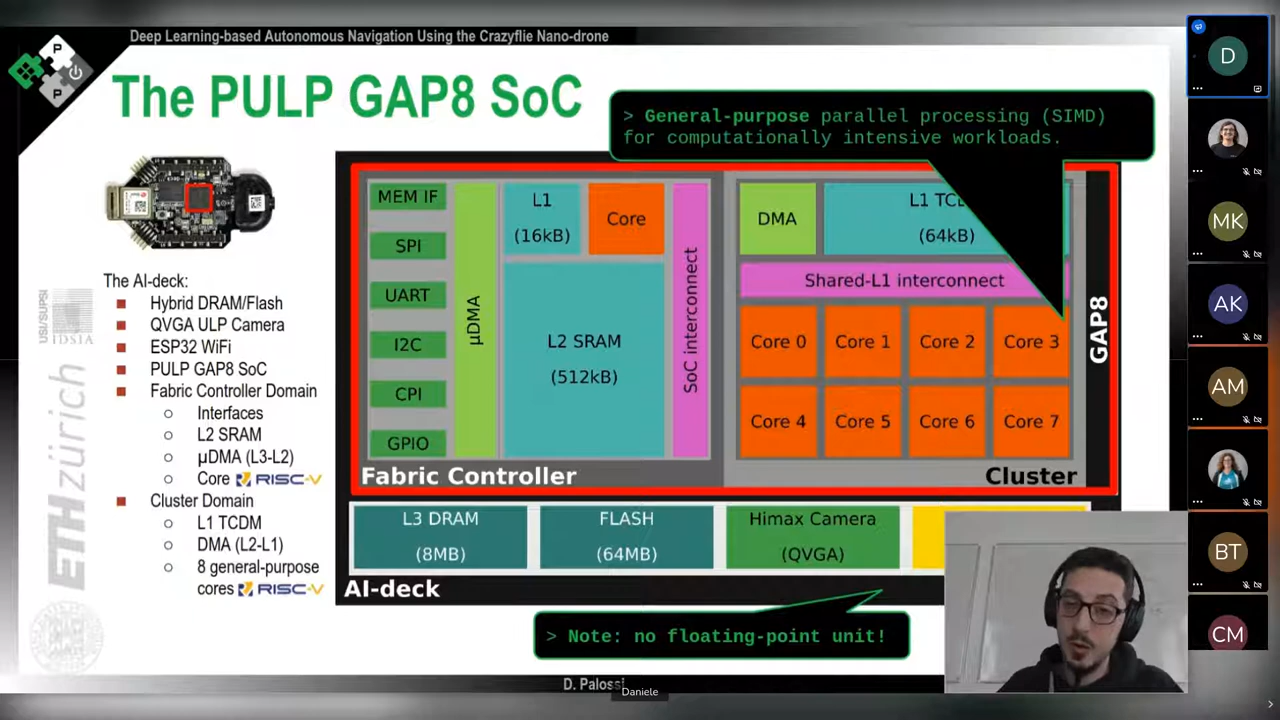 Deep Learning-based Autonomous Navigation Using the Crazyflie Nano-drone
P
P
P
The PULP GAP8 SoC
> General-purpose parallel processing (SIMD)
for computationally intensive workloads.
The AI-deck:
Hybrid DRAM/Flash
QVGA ULP Camera
ESP32 WiFi
PULP GAP8 SoC
Fabric Controller Domain
Interfaces
L2 SRAM
µDMA (L3-L2)
Core RISC-V
Cluster Domain
L1 TCDM
DMA (L2-L1)
8 general-purpose
cores RISC-V
USI/SUPSI
IDSIA
ETH zürich
MEM IF
SPI
UART
I2C
CPI
GPIO
µDMA
L1
(16kB)
Core
L2 SRAM
(512kB)
SoC interconnect
Fabric Controller
DMA
L1
(64kB)
Shared-L1 interconnect
Core 0
Core 1
Core 2
Core 3
Core 4
Core 5
Core 6
Core 7
Cluster
GAP8
L3 DRAM
(8MB)
FLASH
(64MB)
Himax Camera
(QVGA)
AI-deck
> Note: no floating-point unit!
D. Palossi
Daniele
D
MK
AK
AM
BT
CM